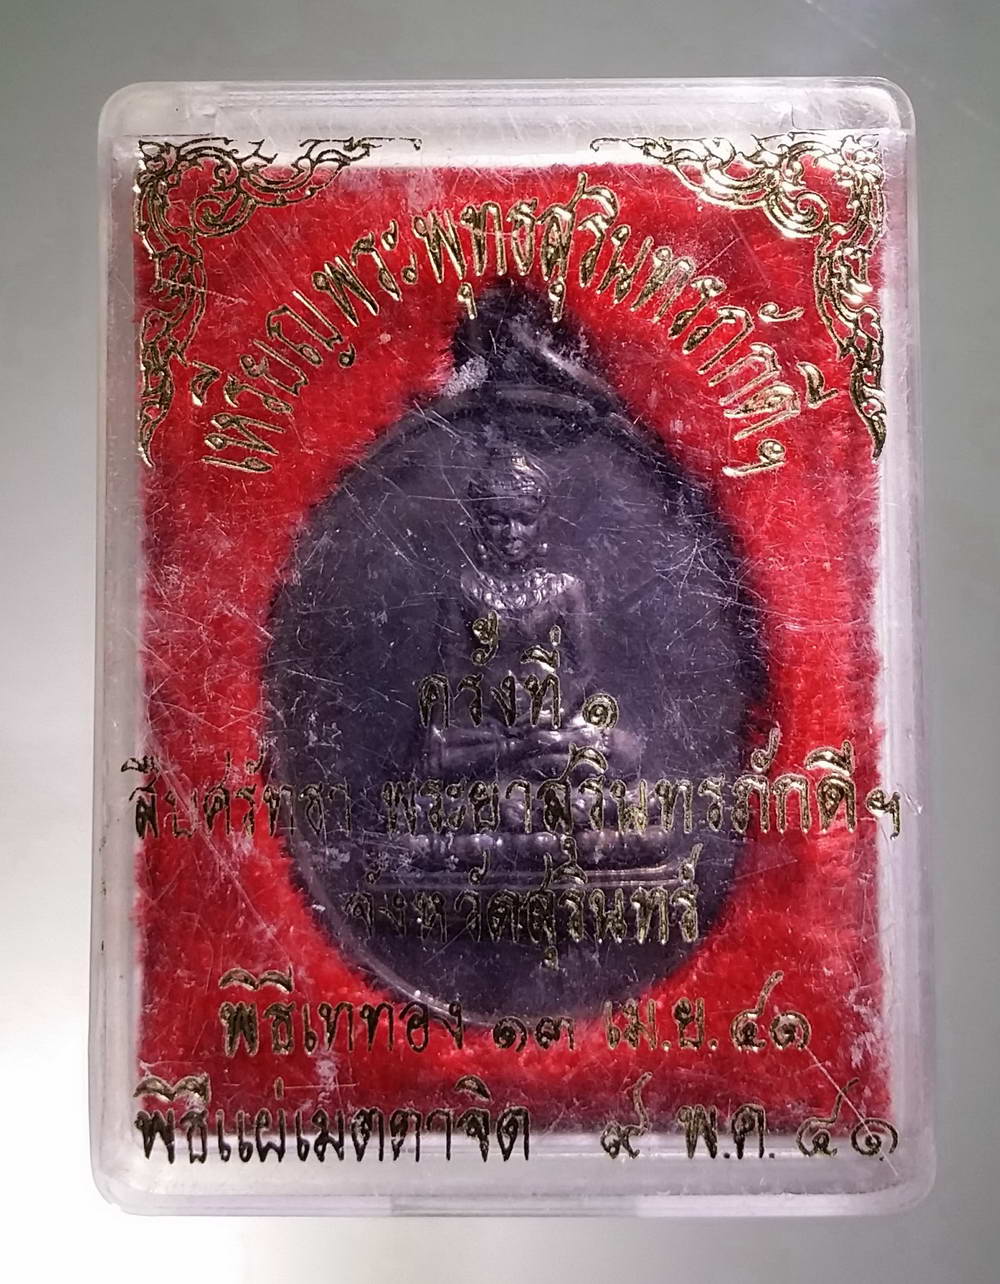 เหรียญพระพุทธสุรินทรภักดีฯ
ครั้งที่ ๑
สืบศรัทธา พระยาสุรินทรภักดีฯ
จังหวัดสุรินทร์
พิธีเททอง ๑๓ เม.ย. ๔๑
พิธีแผ่เมตตาจิต ๙ พ.ค. ๔๑